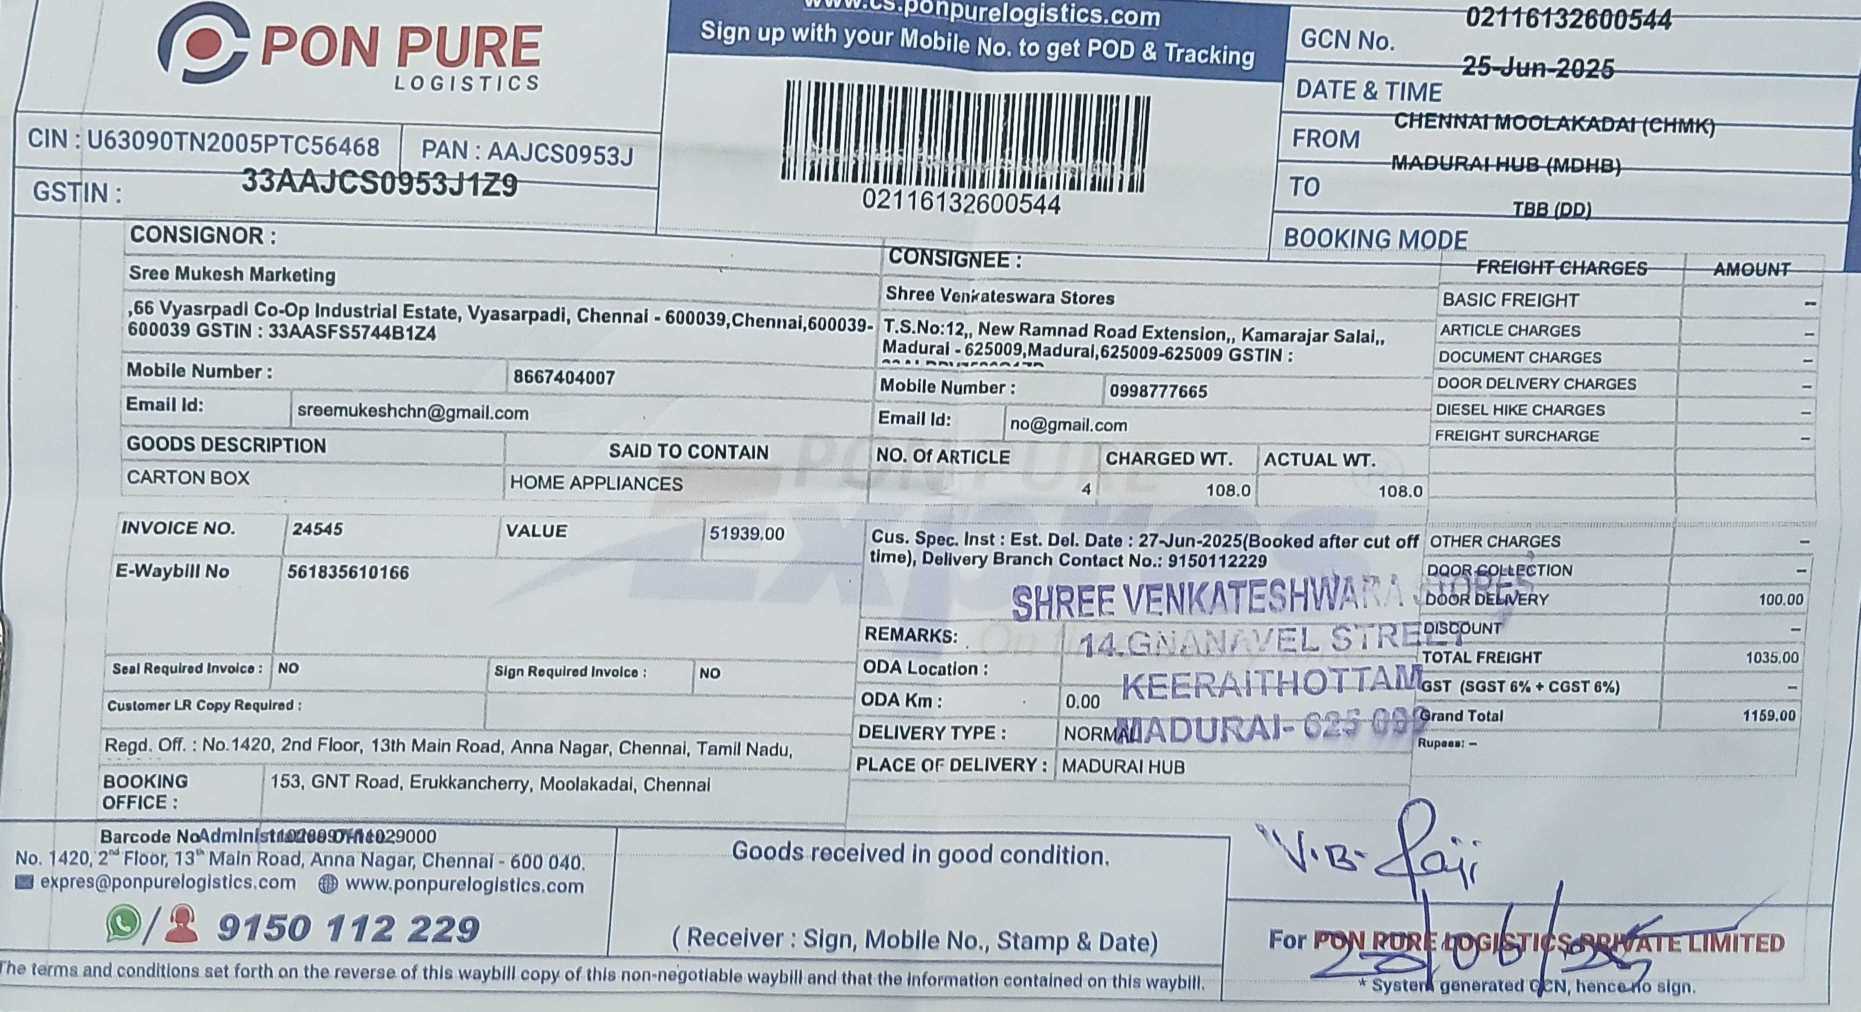 PON PURE
LOGISTICS
www.cs.ponpurelogistics.com
Sign up with your Mobile No. to get POD & Tracking
02116132600544
GCN No. 02116132600544
DATE & TIME 25-Jun-2025
FROM CHENNAI MOOLAKADAI (CHMK)
TO MADURAI HUB (MDHB)
BOOKING MODE TBB (DD)
CIN : U63090TN2005PTC56468 PAN : AAJCS0953J
GSTIN : 33AAJCS0953J1Z9
CONSIGNOR :
Sree Mukesh Marketing
,66 Vyasrpadi Co-Op Industrial Estate, Vyasarpadi, Chennai - 600039,Chennai,600039-
600039 GSTIN : 33AASFS5744B1Z4
Mobile Number : 8667404007
Email Id: sreemukeshchn@gmail.com
CONSIGNEE :
Shree Venkateswara Stores
T.S.No:12,, New Ramnad Road Extension,, Kamarajar Salai,,
Madurai - 625009,Madurai,625009-625009 GSTIN :
Mobile Number : 0998777665
Email Id: no@gmail.com
GOODS DESCRIPTION SAID TO CONTAIN NO. Of ARTICLE CHARGED WT. ACTUAL WT.
CARTON BOX HOME APPLIANCES 4 108.0 108.0
INVOICE NO. 24545 VALUE 51939.00
E-Waybill No 561835610166
Cus. Spec. Inst : Est. Del. Date : 27-Jun-2025(Booked after cut off
time), Delivery Branch Contact No.: 9150112229
SHREE VENKATESHWARA STORES
14.GNANAVEL STREET
KEERAITHOTTAM
MADURAI- 625 009
REMARKS:
ODA Location :
ODA Km : 0.00
DELIVERY TYPE : NORMAL
PLACE OF DELIVERY : MADURAI HUB
Seal Required Invoice : NO Sign Required Invoice : NO
Customer LR Copy Required :
Regd. Off. : No.1420, 2nd Floor, 13th Main Road, Anna Nagar, Chennai, Tamil Nadu,
BOOKING OFFICE : 153, GNT Road, Erukkancherry, Moolakadai, Chennai
FREIGHT CHARGES AMOUNT
BASIC FREIGHT –
ARTICLE CHARGES –
DOCUMENT CHARGES –
DOOR DELIVERY CHARGES –
DIESEL HIKE CHARGES –
FREIGHT SURCHARGE –
OTHER CHARGES –
DOOR COLLECTION –
DOOR DELIVERY 100.00
DISCOUNT –
TOTAL FREIGHT 1035.00
GST (SGST 6% + CGST 6%) –
Grand Total 1159.00
Rupees: –
Barcode No
No. 1420, 2nd Floor, 13th Main Road, Anna Nagar, Chennai - 600 040.
expres@ponpurelogistics.com www.ponpurelogistics.com
9150 112 229
Goods received in good condition.
( Receiver : Sign, Mobile No., Stamp & Date)
V.B.
For PON PURE LOGISTICS PRIVATE LIMITED
* System generated GCN, hence no sign.
The terms and conditions set forth on the reverse of this waybill copy of this non-negotiable waybill and that the information contained on this waybill.